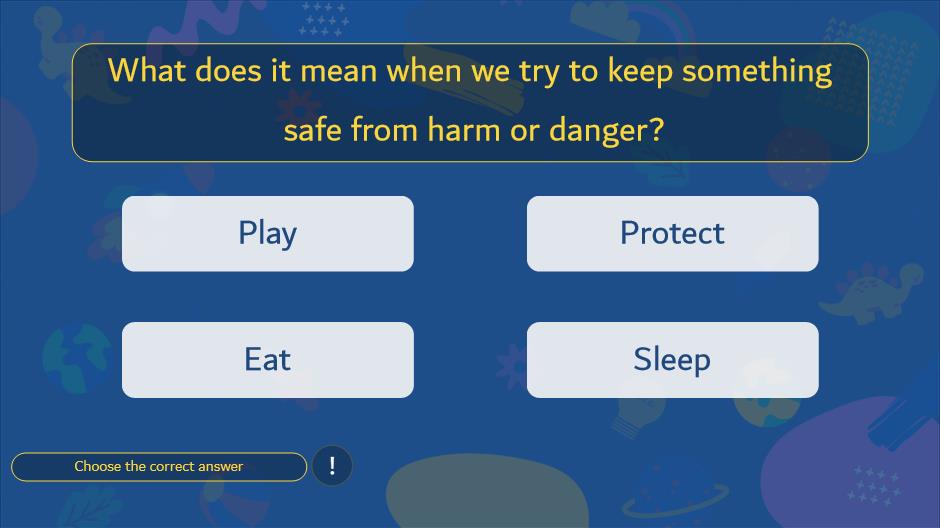 What does it mean when we try to keep something
safe from harm or danger?
Play
Protect
Eat
Sleep
Choose the correct answer
!